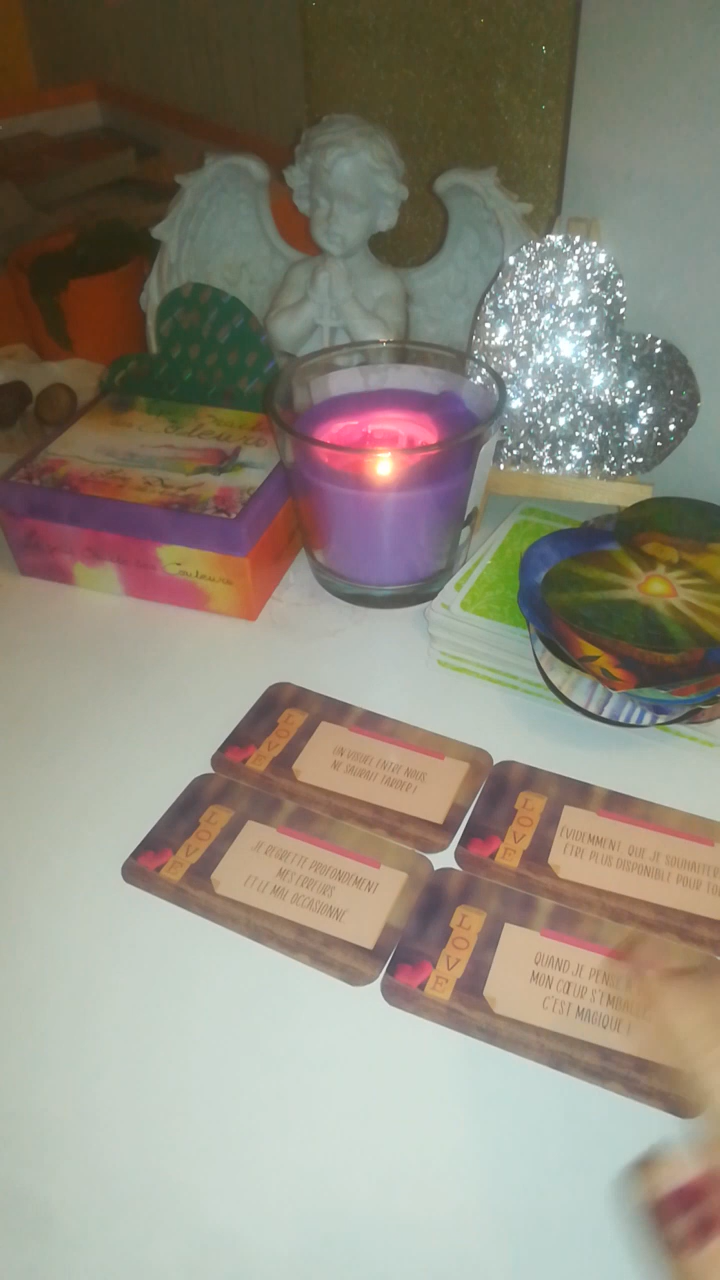 Couleurs
LOVE
UN VISUEL ENTRE NOUS
NE SAURAIT TARDER !
LOVE
ÉVIDEMMENT, QUE JE SOUHAITER
ÊTRE PLUS DISPONIBLE POUR TOI
LOVE
JE REGRETTE PROFONDÉMENT
MES ERREURS
ET LE MAL OCCASIONNÉ
LOVE
QUAND JE PENSE
MON CŒUR S'EMBALLE
C'EST MAGIQUE !